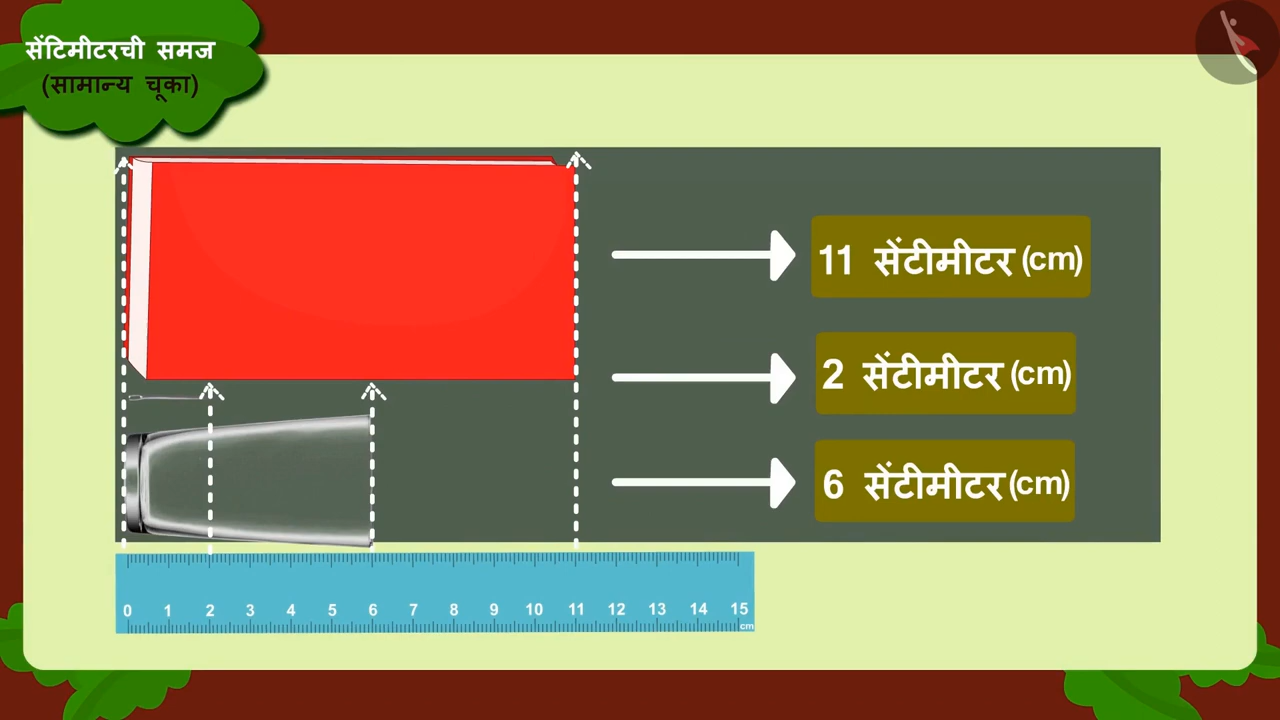 सेंटिमीटरची समज
(सामान्य चूका)
11 सेंटीमीटर (cm)
2 सेंटीमीटर (cm)
6 सेंटीमीटर (cm)
0 1 2 3 4 5 6 7 8 9 10 11 12 13 14 15
cm